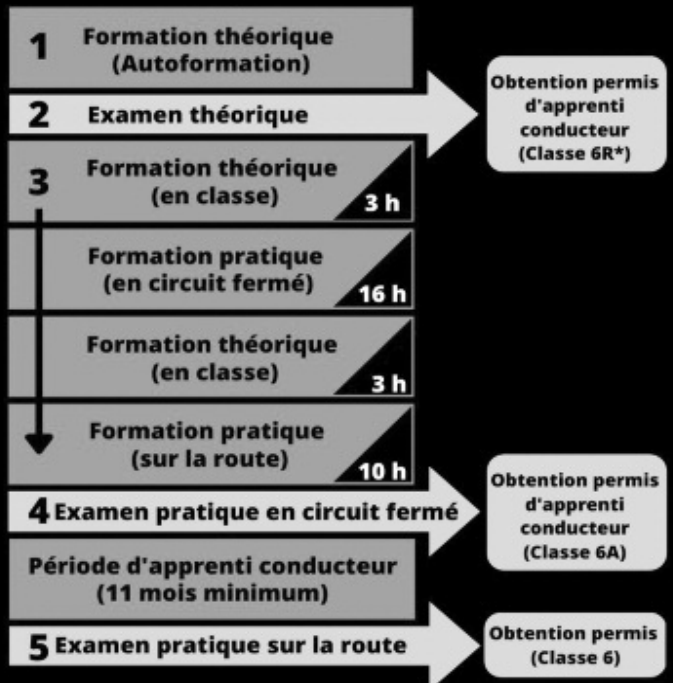 1 Formation théorique
(Autoformation)
2 Examen théorique
Obtention permis
d'apprenti
conducteur
(Classe 6R*)
3 Formation théorique
(en classe)
3 h
Formation pratique
(en circuit fermé)
16 h
Formation théorique
(en classe)
3 h
Formation pratique
(sur la route)
10 h
4 Examen pratique en circuit fermé
Obtention permis
d'apprenti
conducteur
(Classe 6A)
Période d'apprenti conducteur
(11 mois minimum)
5 Examen pratique sur la route
Obtention permis
(Classe 6)